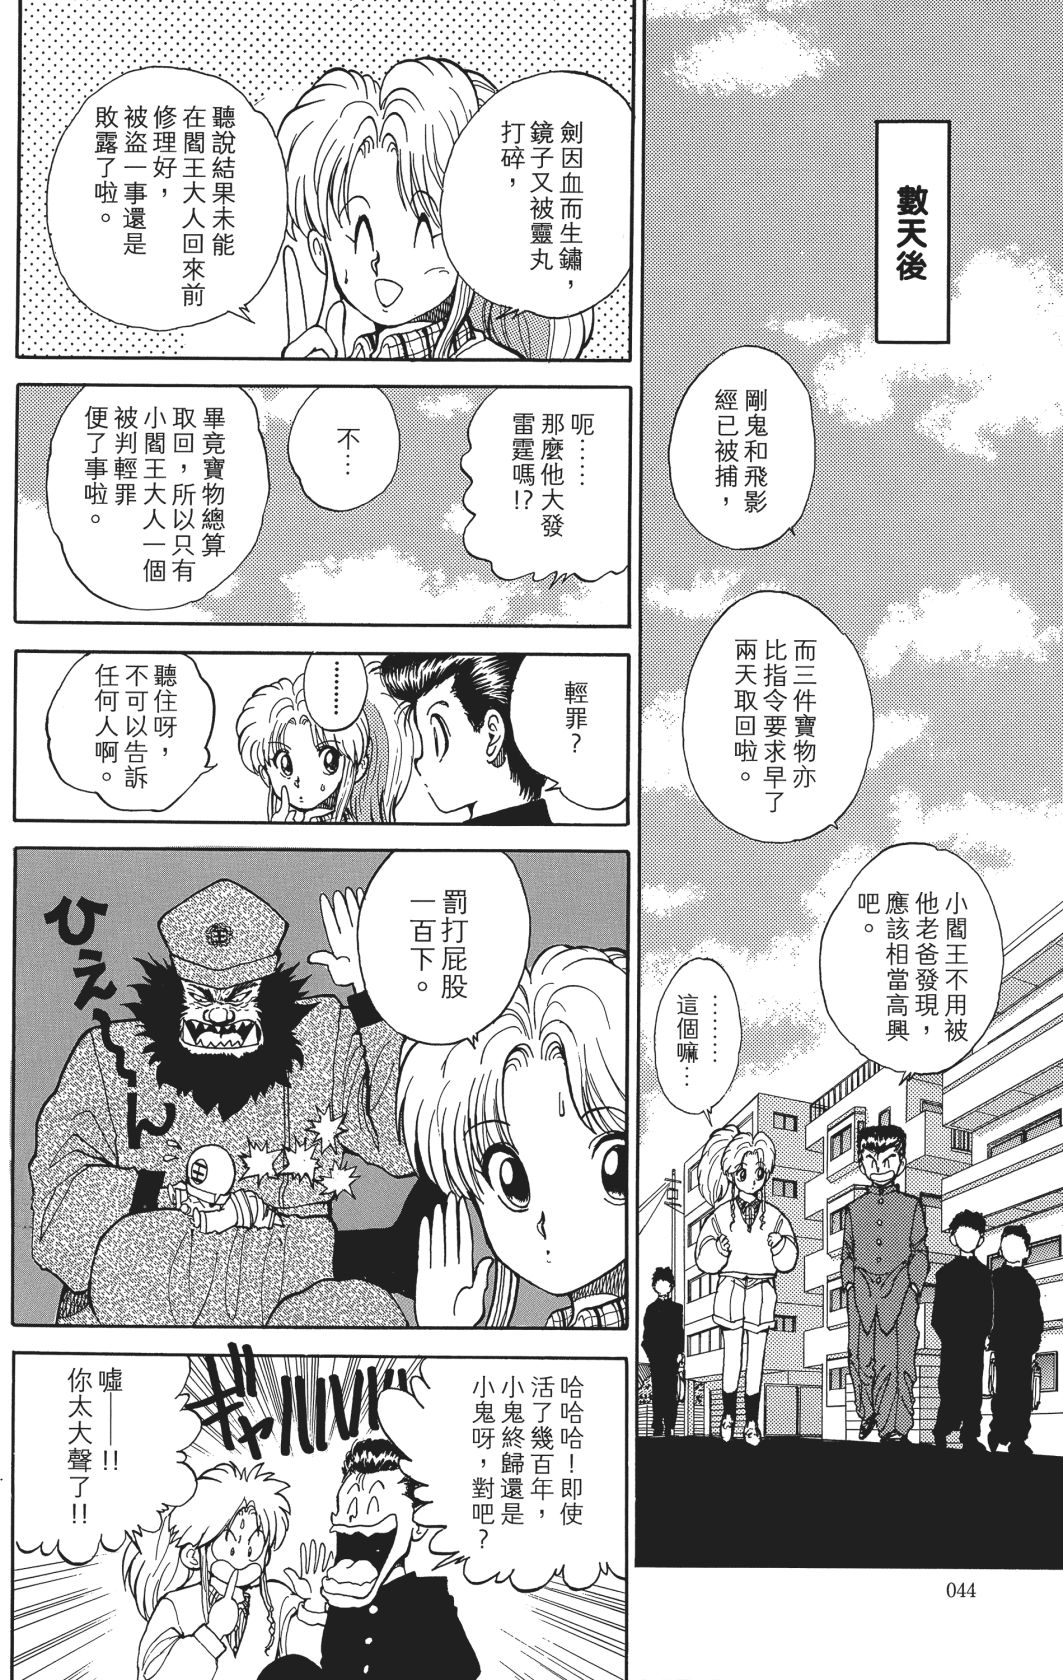 數天後
剛鬼和飛影
經已被捕，
而三件寶物亦
比指令要求早了
兩天取回啦。
小閻王不用被
他老爸發現，
應該相當高興
吧。
………
這個嘛…
劍因血而生鏽，
鏡子又被靈丸
打碎，
聽說結果未能
在閻王大人回來前
修理好，
被盜一事還是
敗露了啦。
呃……
那麼他大發
雷霆嗎!?
不…
畢竟寶物總算
取回，所以只有
小閻王大人一個
被判輕罪
便了事啦。
輕罪?
……
聽住呀，
不可以告訴
任何人啊。
罰打屁股
一百下。
ひえ～～ん
哈哈哈！即使
活了幾百年，
小鬼終歸還是
小鬼呀，對吧?
ギャハハハ
噓——!!
你太大聲了!!
044